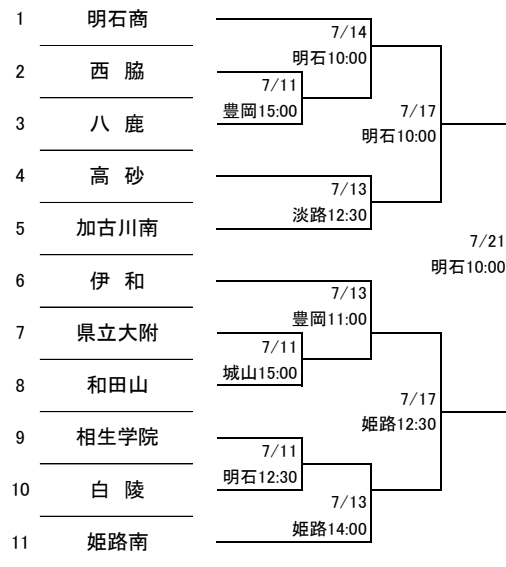 1 明石商
7/14
明石10:00
2 西 脇
7/11
豊岡15:00
3 八 鹿
7/17
明石10:00
4 高 砂
7/13
淡路12:30
5 加古川南
7/21
明石10:00
6 伊 和
7/13
豊岡11:00
7 県立大附
7/11
城山15:00
8 和田山
7/17
姫路12:30
9 相生学院
7/11
明石12:30
10 白 陵
7/13
姫路14:00
11 姫路南